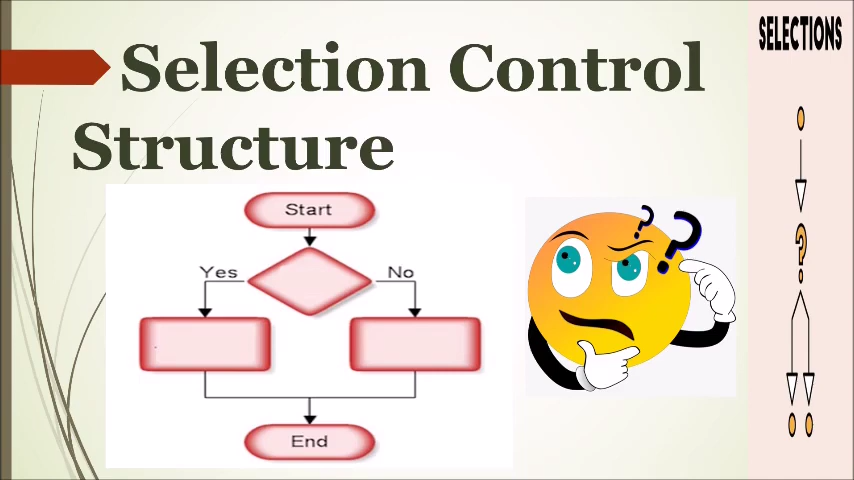 Selection Control
Structure
SELECTIONS
Start
Yes
No
End
? ?
?